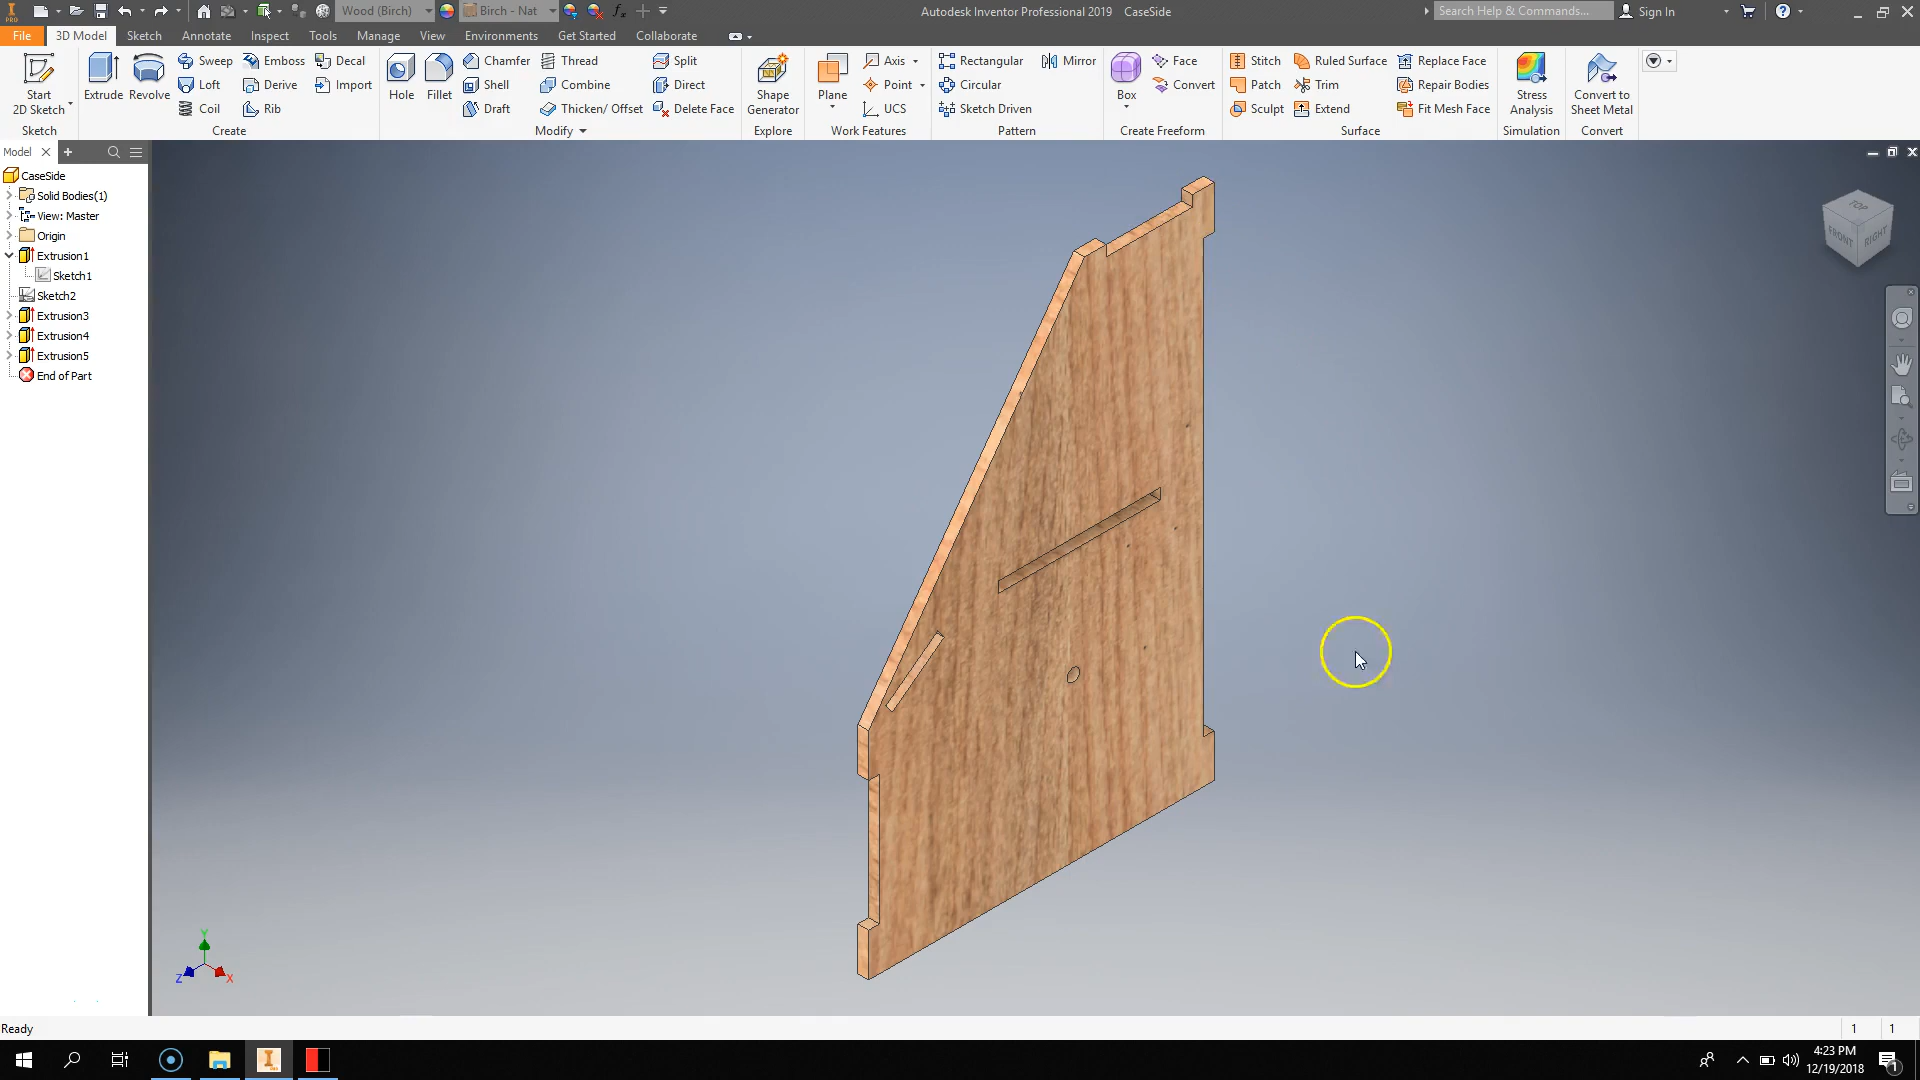 PRO Wood (Birch) Birch - Nat fx Autodesk Inventor Professional 2019 CaseSide Search Help & Commands... Sign In
File 3D Model Sketch Annotate Inspect Tools Manage View Environments Get Started Collaborate
Start 2D Sketch
Sketch
Extrude Revolve Sweep Emboss Decal
Loft Derive Import
Coil Rib
Create
Hole Fillet Chamfer Thread Split
Shell Combine Direct
Draft Thicken/ Offset Delete Face
Modify
Shape Generator
Explore
Plane Axis
Point
UCS
Work Features
Rectangular Mirror
Circular
Sketch Driven
Pattern
Box Face
Convert
Create Freeform
Stitch Ruled Surface Replace Face
Patch Trim Repair Bodies
Sculpt Extend Fit Mesh Face
Surface
Stress Analysis
Simulation
Convert to Sheet Metal
Convert
Model
CaseSide
Solid Bodies(1)
View: Master
Origin
Extrusion1
Sketch1
Sketch2
Extrusion3
Extrusion4
Extrusion5
End of Part
TOP
FRONT RIGHT
Y
Z X
Ready 1 1
4:23 PM
12/19/2018
1